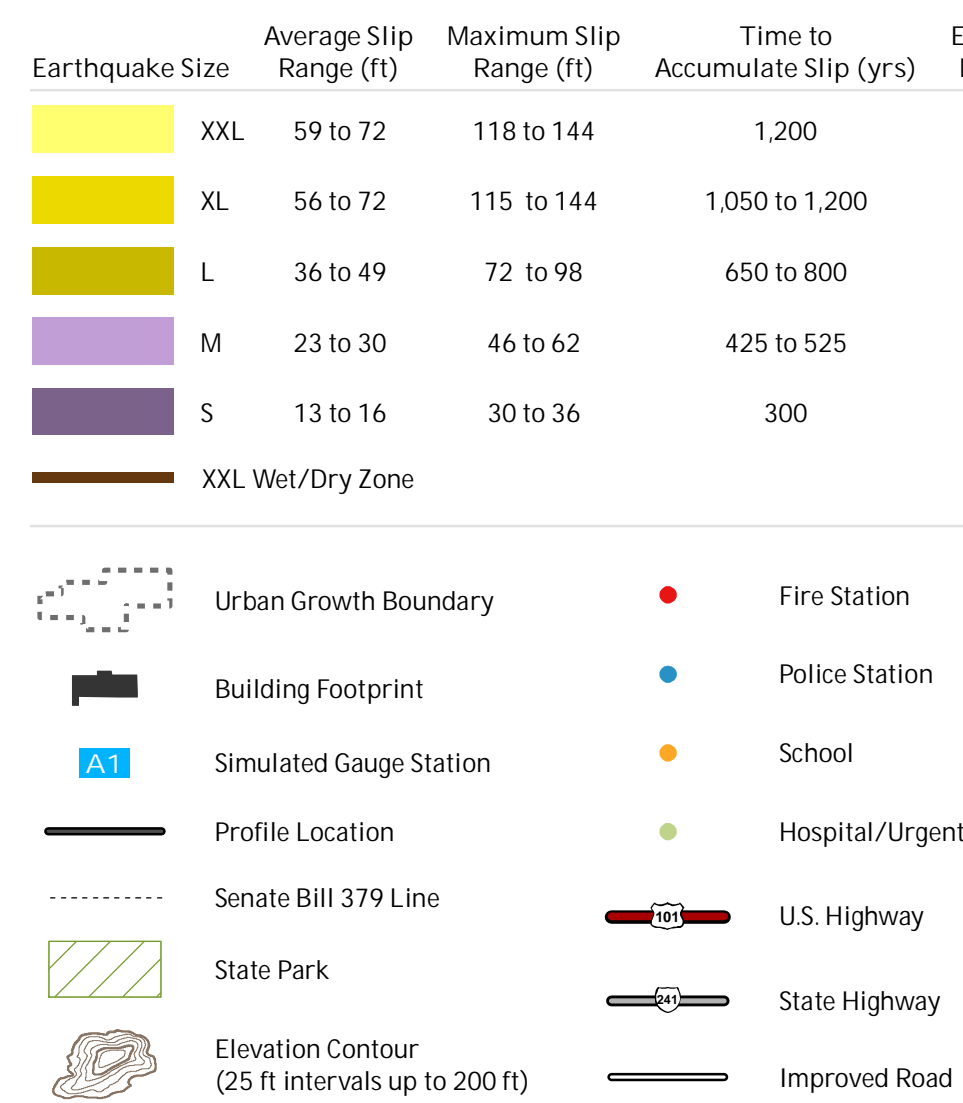 Average Slip Maximum Slip Time to
Earthquake Size Range (ft) Range (ft) Accumulate Slip (yrs)
XXL 59 to 72 118 to 144 1,200
XL 56 to 72 115 to 144 1,050 to 1,200
L 36 to 49 72 to 98 650 to 800
M 23 to 30 46 to 62 425 to 525
S 13 to 16 30 to 36 300
XXL Wet/Dry Zone
Urban Growth Boundary
Building Footprint
A1 Simulated Gauge Station
Profile Location
Senate Bill 379 Line
State Park
Elevation Contour
(25 ft intervals up to 200 ft)
Fire Station
Police Station
School
Hospital/Urgent
101 U.S. Highway
241 State Highway
Improved Road